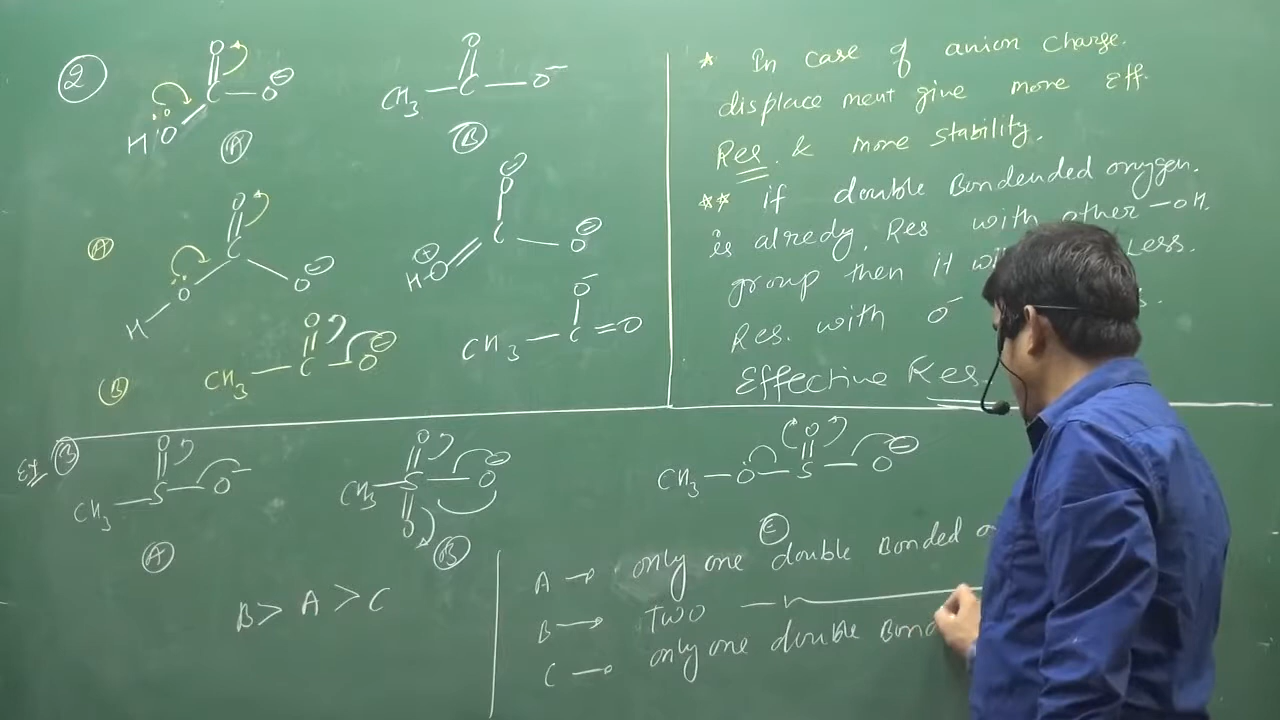 2
O
C
O⊖
H Ö
A
O
CH3 — C — O⁻
B
A
O
C
Ö
O⊖
H
O⊖
C
H O⊕
O⊖
O
B
CH3 — C — O⊖
O⁻
CH3 — C = O
* In case of anion charge.
displace ment give more Eff.
Res. & more stability.
** if double Bondended oxygen.
is alredy. Res with other -OH.
group then it Less.
Res. with O⁻
Effective Res
Ex 3
O
CH3 — S — O⁻
A
O
CH3 — S — O⊖
O
B
O
CH3 — Ö — S — O⊖
B > A > C
A → only one double Bonded
B → Two
C → only one double